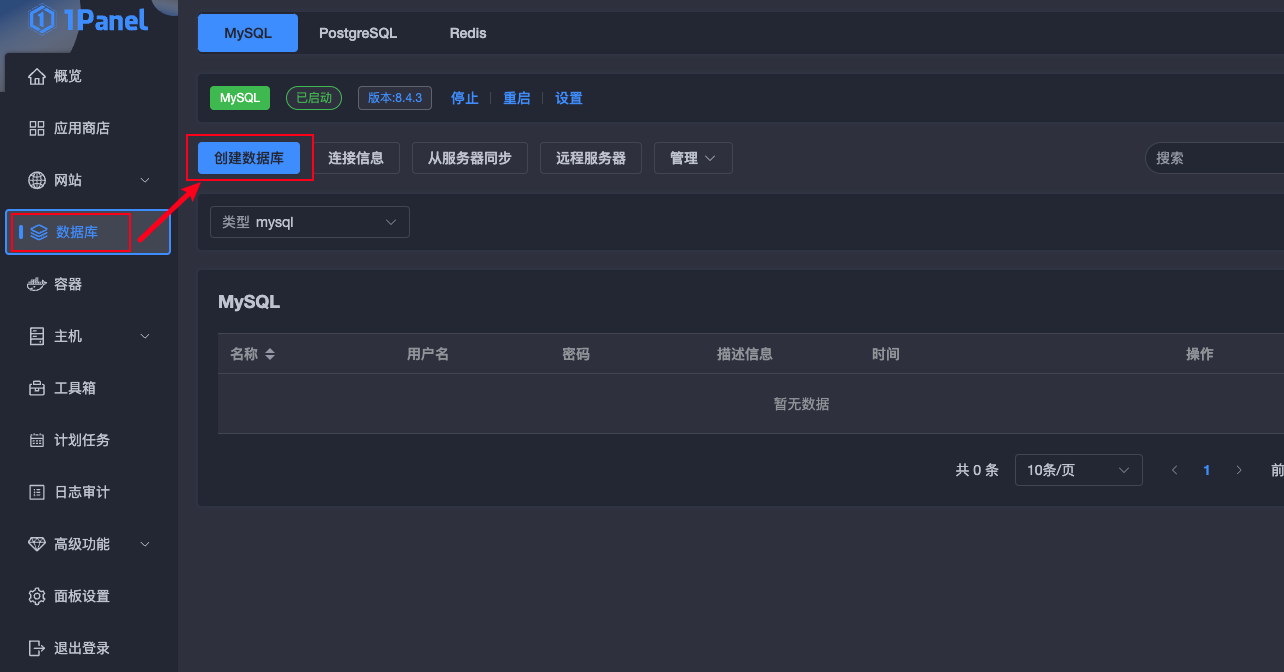 1Panel
概览
应用商店
网站
数据库
容器
主机
工具箱
计划任务
日志审计
高级功能
面板设置
退出登录
MySQL PostgreSQL Redis
MySQL 已启动 版本:8.4.3 停止 重启 设置
创建数据库 连接信息 从服务器同步 远程服务器 管理 搜索
类型 mysql
MySQL
名称 用户名 密码 描述信息 时间 操作
暂无数据
共 0 条 10条/页 1 前